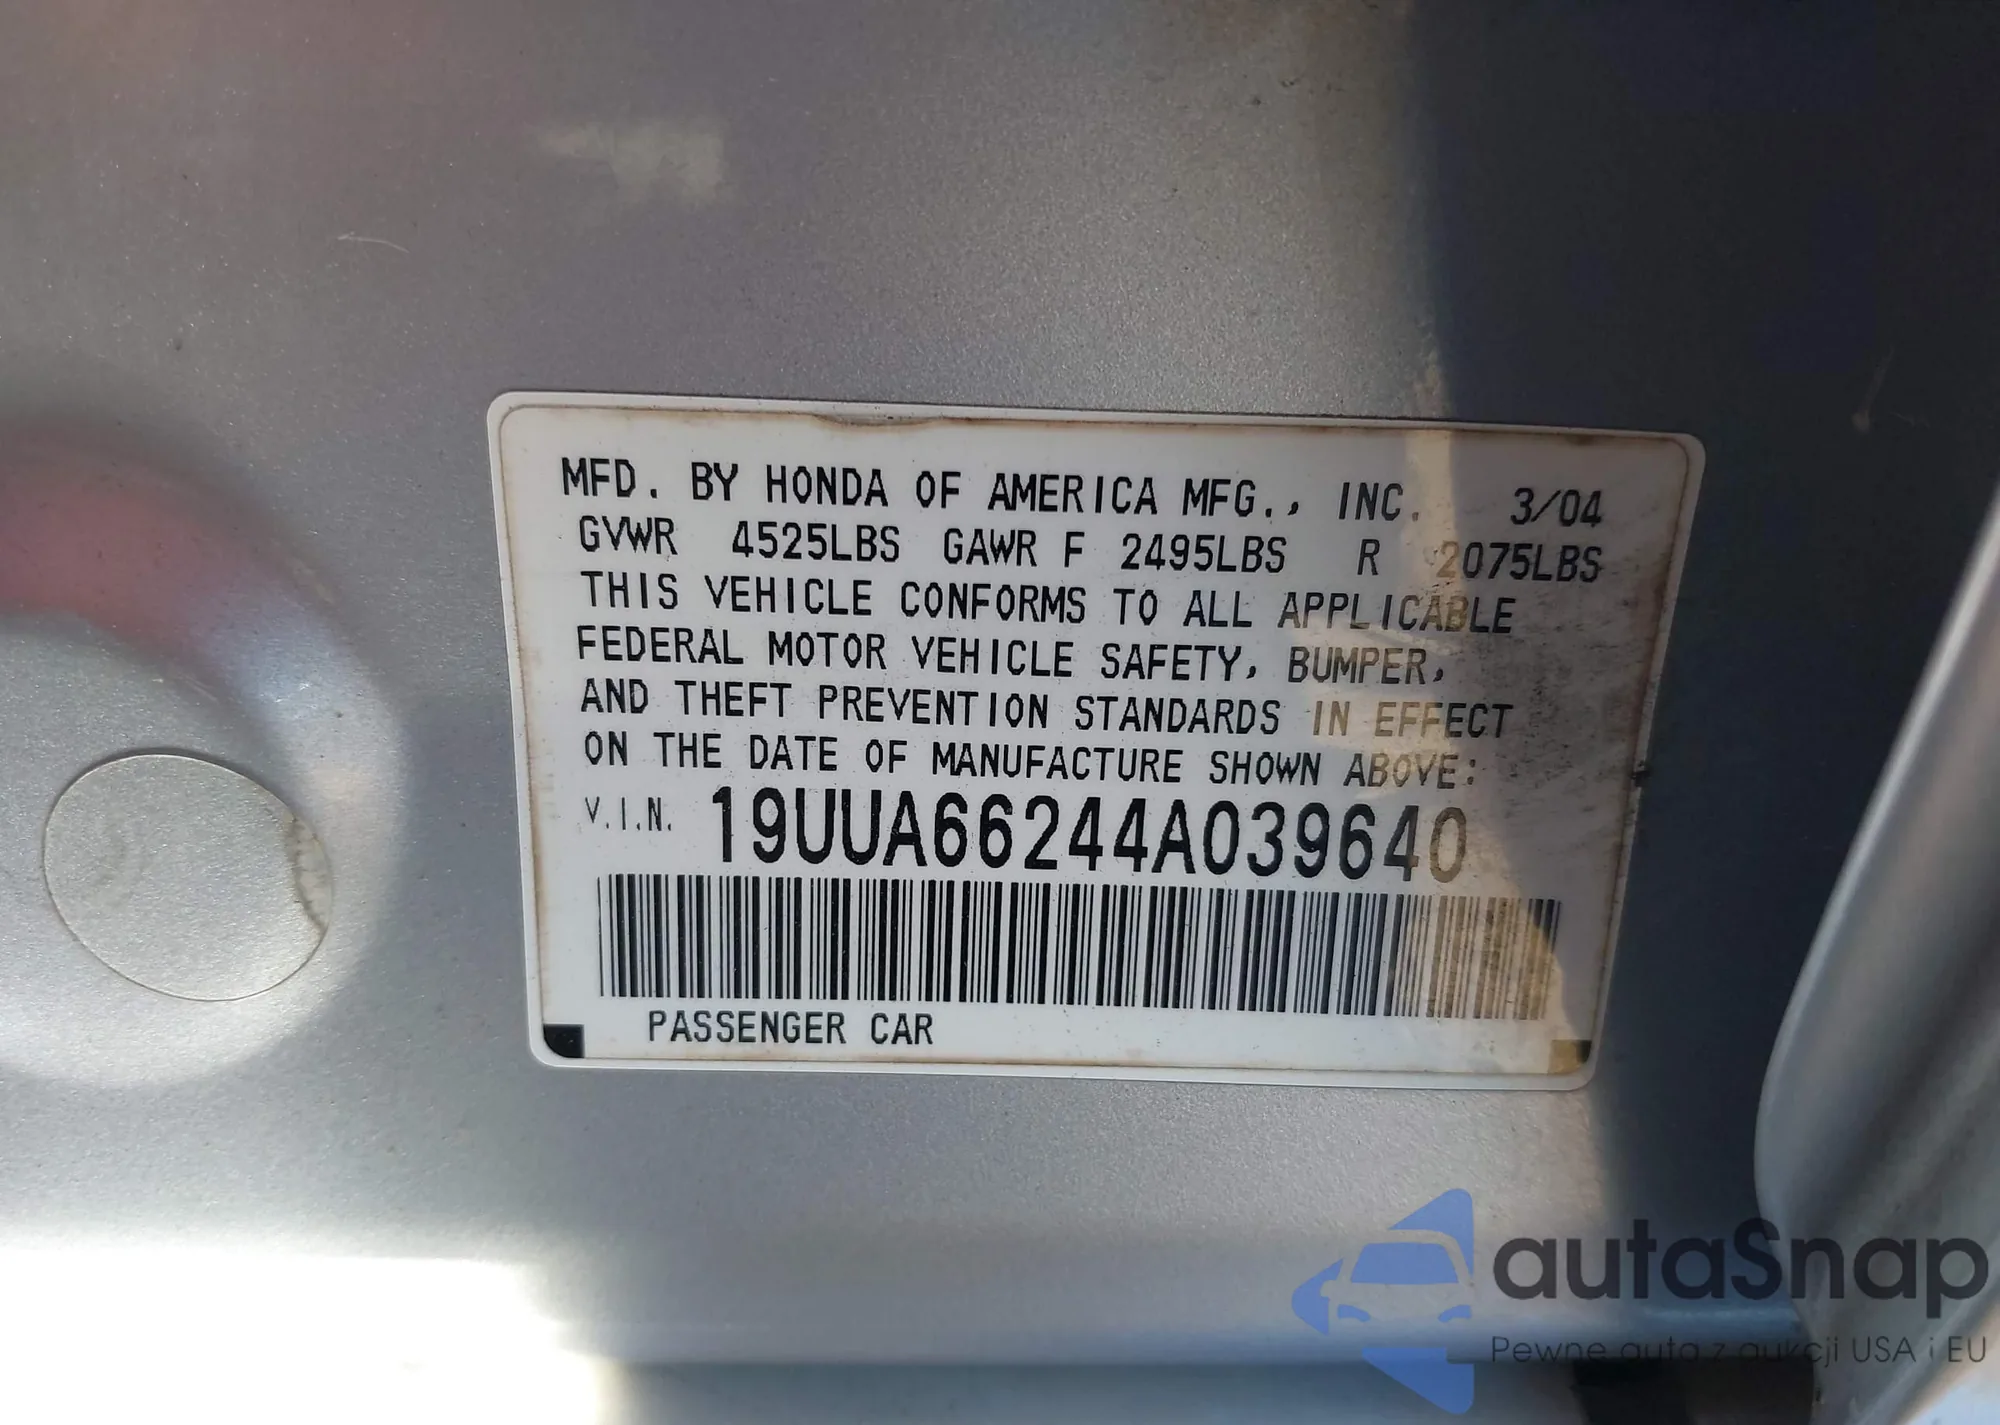 MFD. BY HONDA OF AMERICA MFG., INC. 3/04
GVWR 4525LBS GAWR F 2495LBS R 2075LBS
THIS VEHICLE CONFORMS TO ALL APPLICABLE
FEDERAL MOTOR VEHICLE SAFETY, BUMPER,
AND THEFT PREVENTION STANDARDS IN EFFECT
ON THE DATE OF MANUFACTURE SHOWN ABOVE:
V.I.N. 19UUA66244A039640
PASSENGER CAR
autaSnap
Pewne auta z aukcji USA i EU